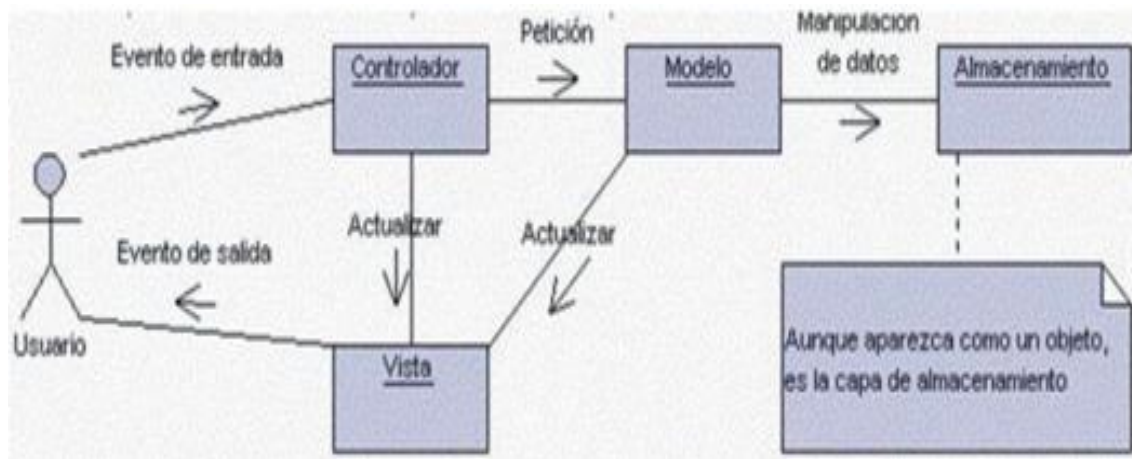 Evento de entrada
Controlador
Petición
Modelo
Manipulacion
de datos
Almacenamiento
Actualizar
Actualizar
Evento de salida
Usuario
Vista
Aunque aparezca como un objeto,
es la capa de almacenamiento